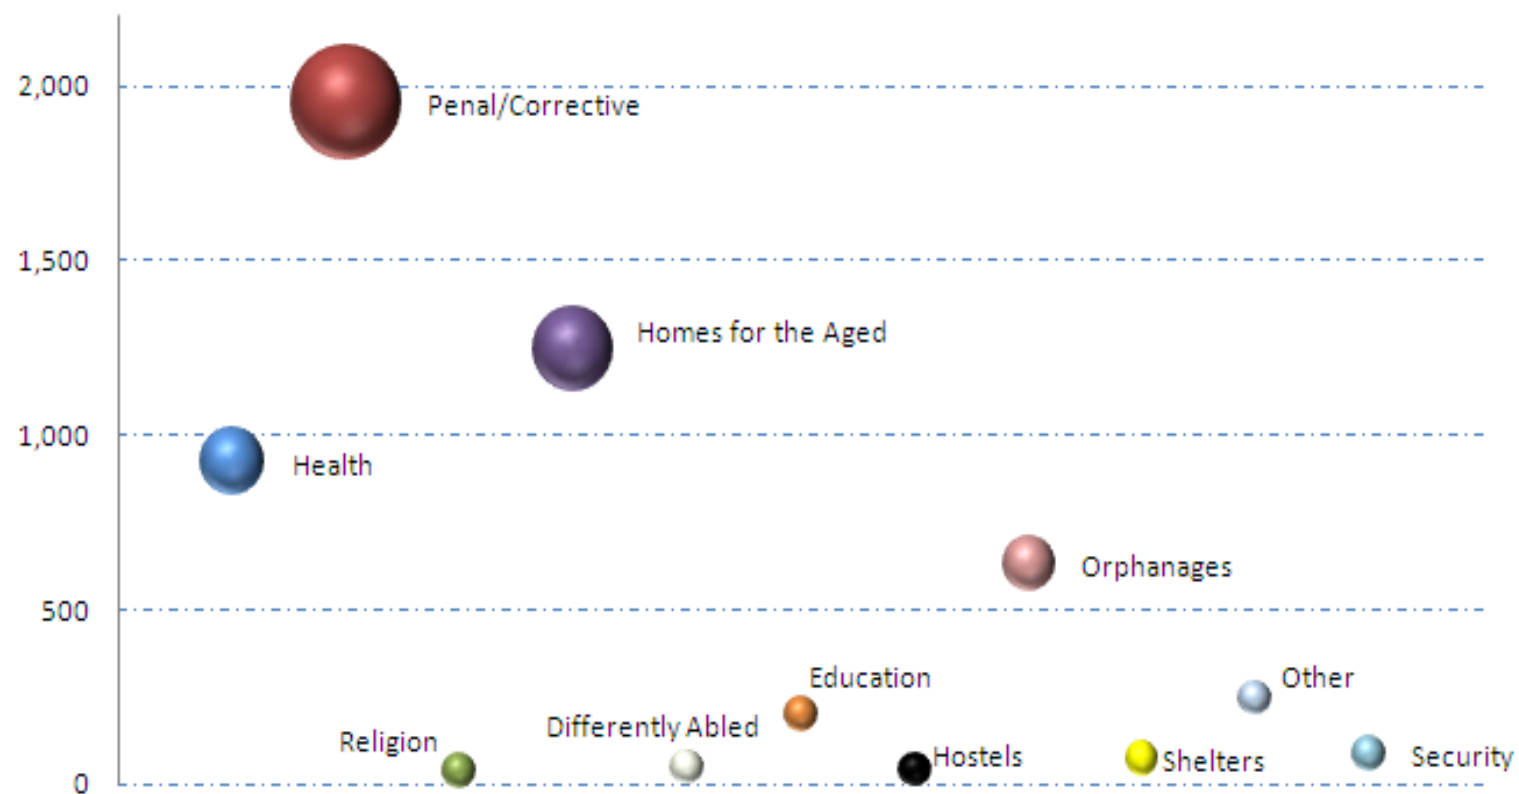 2,000
Penal/Corrective
1,500
Homes for the Aged
1,000
Health
Orphanages
500
Education
Other
Differently Abled
Religion
Hostels
Shelters
Security
0